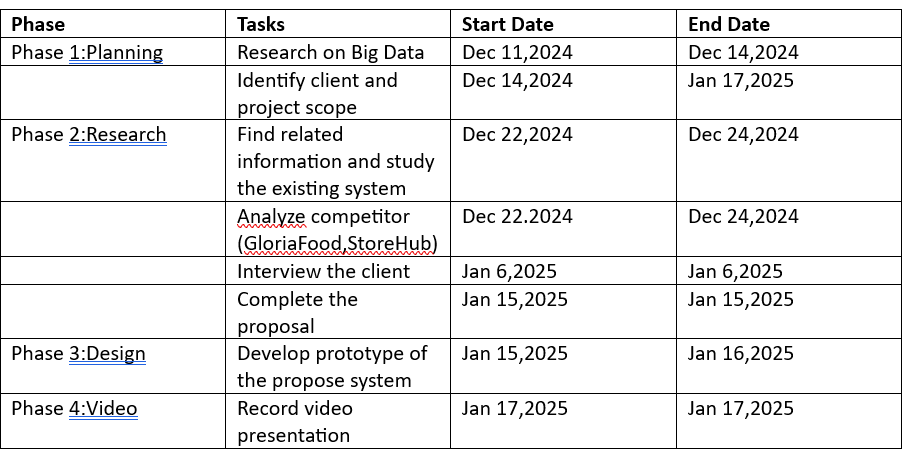 Phase Tasks Start Date End Date
Phase 1:Planning Research on Big Data Dec 11,2024 Dec 14,2024
Identify client and Dec 14,2024 Jan 17,2025
project scope
Phase 2:Research Find related Dec 22,2024 Dec 24,2024
information and study
the existing system
Analyze competitor Dec 22.2024 Dec 24,2024
(GloriaFood,StoreHub)
Interview the client Jan 6,2025 Jan 6,2025
Complete the Jan 15,2025 Jan 15,2025
proposal
Phase 3:Design Develop prototype of Jan 15,2025 Jan 16,2025
the propose system
Phase 4:Video Record video Jan 17,2025 Jan 17,2025
presentation